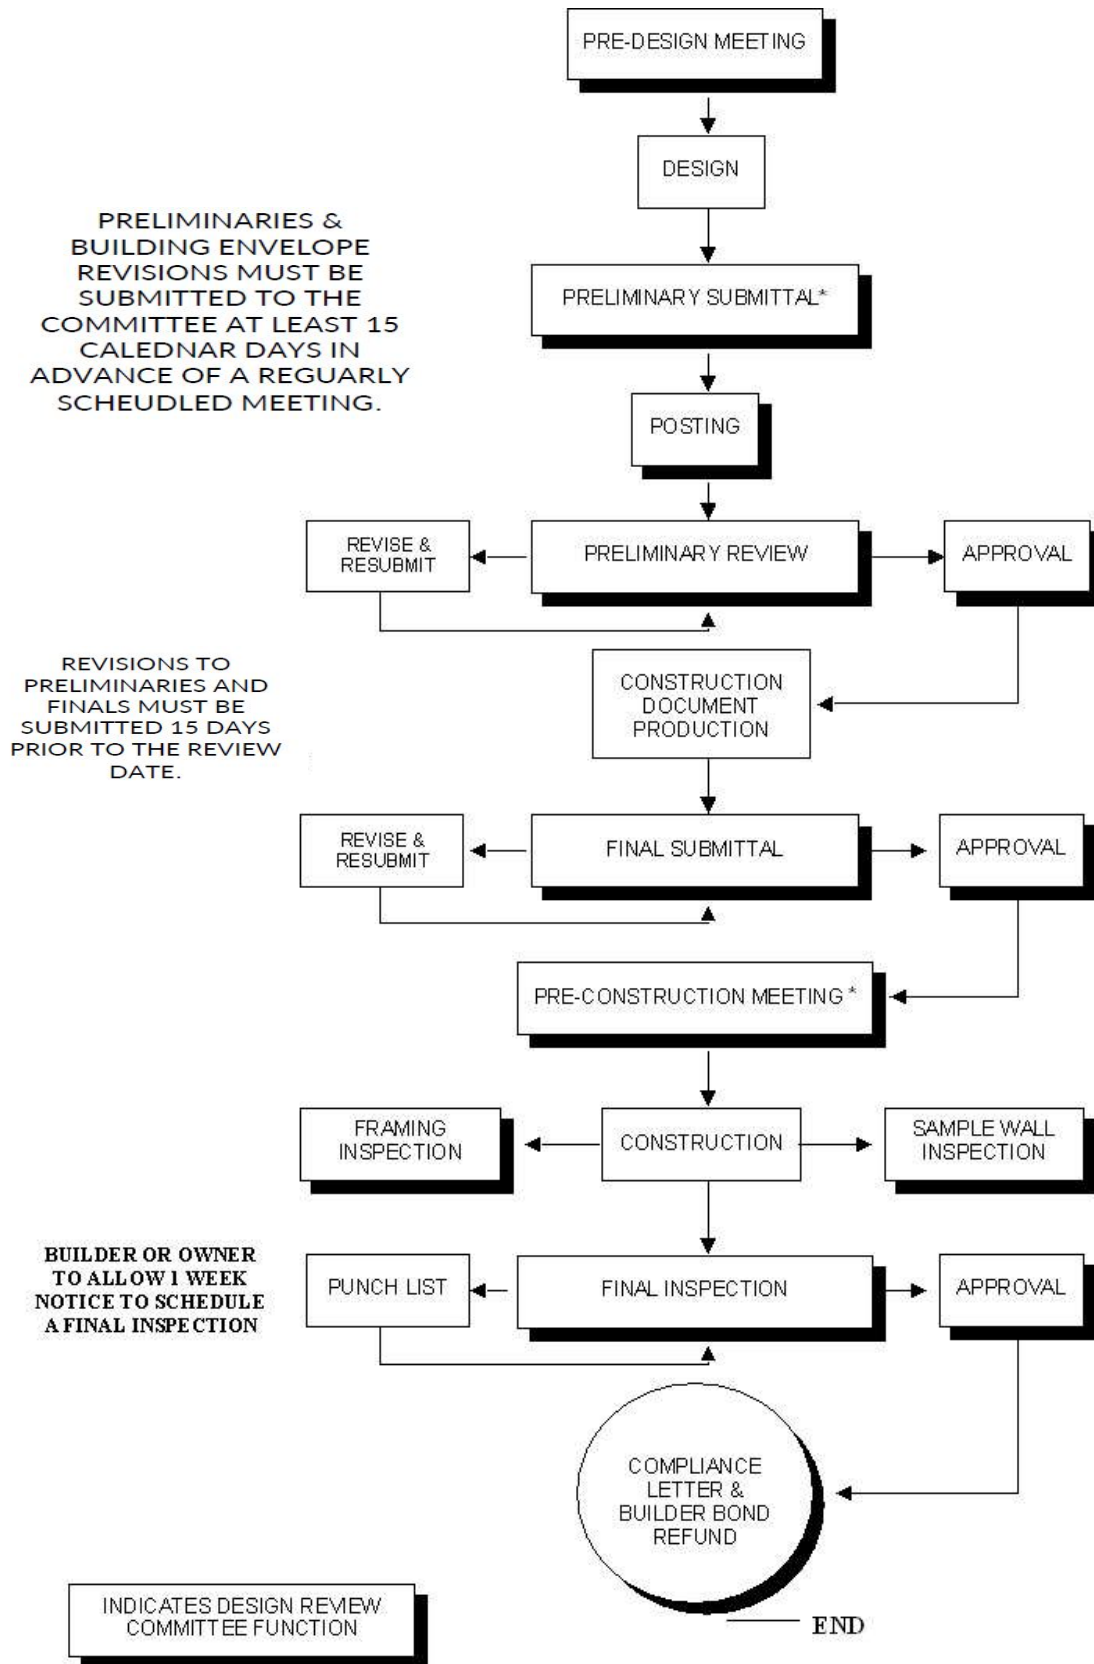 PRE-DESIGN MEETING
DESIGN
PRELIMINARIES &
BUILDING ENVELOPE
REVISIONS MUST BE
SUBMITTED TO THE
COMMITTEE AT LEAST 15
CALEDNAR DAYS IN
ADVANCE OF A REGUARLY
SCHEUDLED MEETING.
PRELIMINARY SUBMITTAL*
POSTING
REVISE &
RESUBMIT
PRELIMINARY REVIEW
APPROVAL
REVISIONS TO
PRELIMINARIES AND
FINALS MUST BE
SUBMITTED 15 DAYS
PRIOR TO THE REVIEW
DATE.
CONSTRUCTION
DOCUMENT
PRODUCTION
REVISE &
RESUBMIT
FINAL SUBMITTAL
APPROVAL
PRE-CONSTRUCTION MEETING *
FRAMING
INSPECTION
CONSTRUCTION
SAMPLE WALL
INSPECTION
BUILDER OR OWNER
TO ALLOW 1 WEEK
NOTICE TO SCHEDULE
A FINAL INSPECTION
PUNCH LIST
FINAL INSPECTION
APPROVAL
COMPLIANCE
LETTER &
BUILDER BOND
REFUND
END
INDICATES DESIGN REVIEW
COMMITTEE FUNCTION